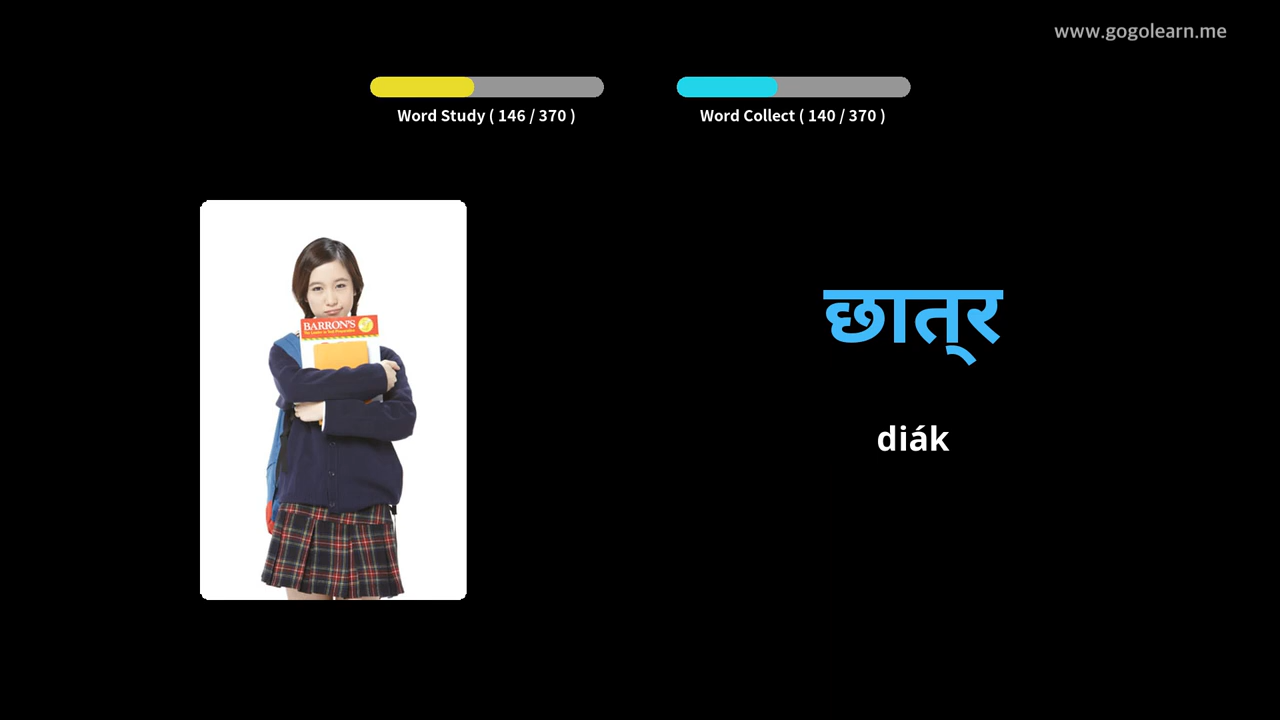 www.gogolearn.me
Word Study ( 146 / 370 )
Word Collect ( 140 / 370 )
BARRON'S
छात्र
diák